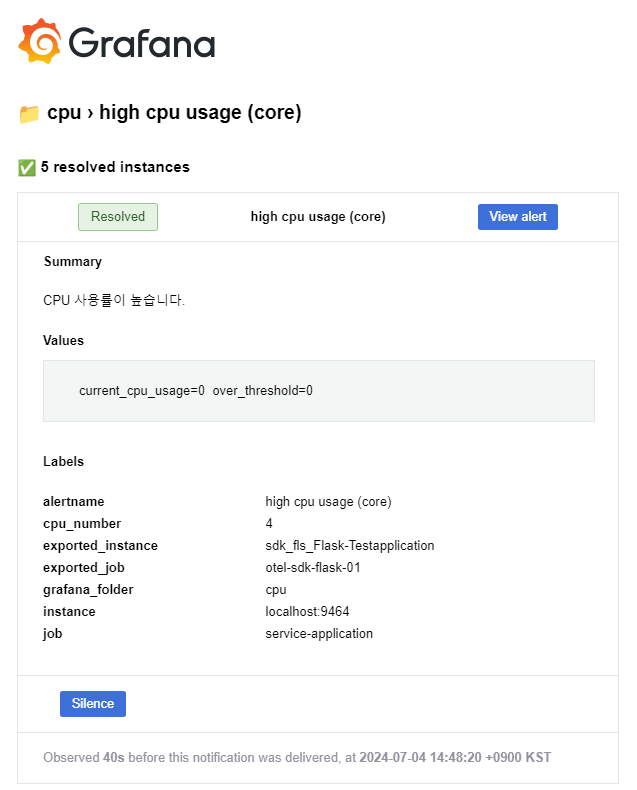 Grafana
cpu › high cpu usage (core)
5 resolved instances
Resolved high cpu usage (core) View alert
Summary
CPU 사용률이 높습니다.
Values
current_cpu_usage=0 over_threshold=0
Labels
alertname high cpu usage (core)
cpu_number 4
exported_instance sdk_fls_Flask-Testapplication
exported_job otel-sdk-flask-01
grafana_folder cpu
instance localhost:9464
job service-application
Silence
Observed 40s before this notification was delivered, at 2024-07-04 14:48:20 +0900 KST